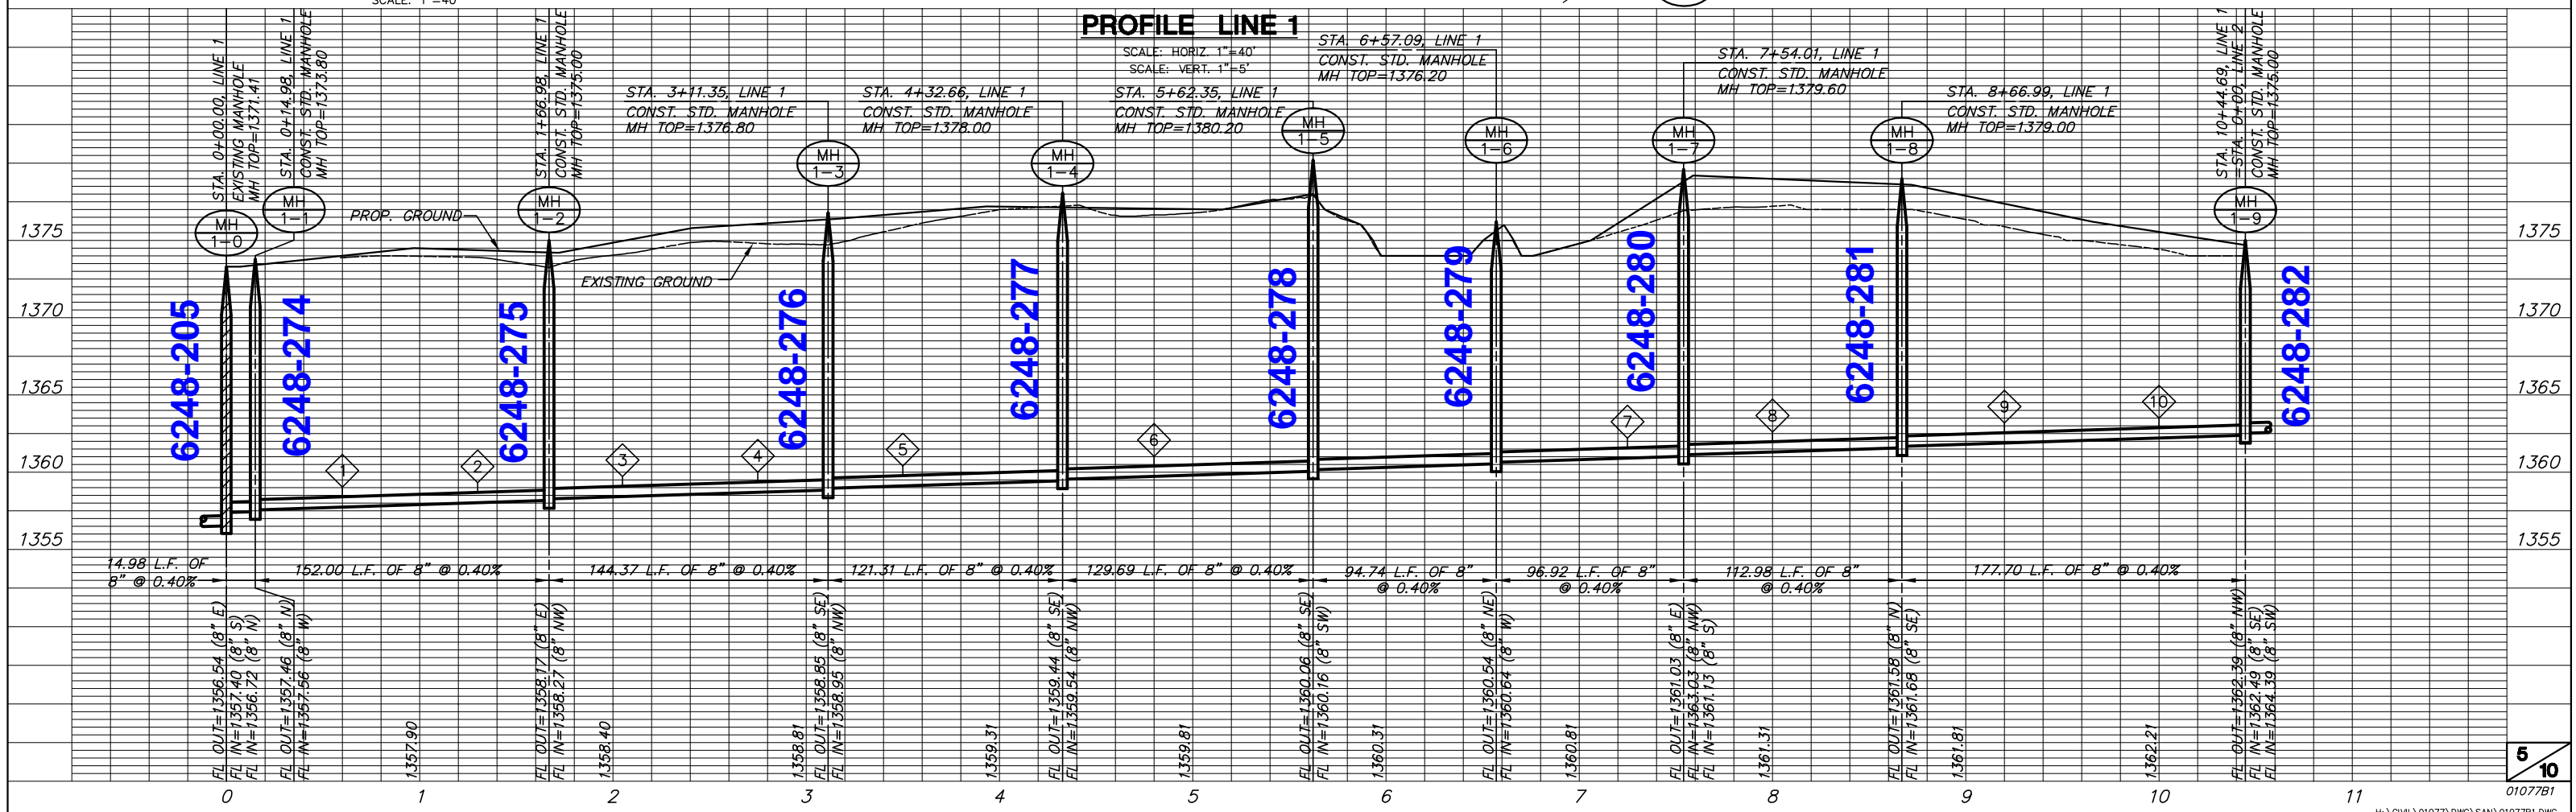 SCALE: 1"=40'
PROFILE LINE 1
SCALE: HORIZ. 1"=40'
SCALE: VERT. 1"=5'
STA. 0+00.00, LINE 1
EXISTING MANHOLE
MH TOP=1371.41
STA. 0+14.98, LINE 1
CONST. STD. MANHOLE
MH TOP=1373.80
STA. 1+66.98, LINE 1
CONST. STD. MANHOLE
MH TOP=1375.00
STA. 3+11.35, LINE 1
CONST. STD. MANHOLE
MH TOP=1376.80
STA. 4+32.66, LINE 1
CONST. STD. MANHOLE
MH TOP=1378.00
STA. 5+62.35, LINE 1
CONST. STD. MANHOLE
MH TOP=1380.20
STA. 6+57.09, LINE 1
CONST. STD. MANHOLE
MH TOP=1376.20
STA. 7+54.01, LINE 1
CONST. STD. MANHOLE
MH TOP=1379.60
STA. 8+66.99, LINE 1
CONST. STD. MANHOLE
MH TOP=1379.00
STA. 10+44.69, LINE 1
=STA. 0+00, LINE 2
CONST. STD. MANHOLE
MH TOP=1375.00
MH
1-0
MH
1-1
MH
1-2
MH
1-3
MH
1-4
MH
1-5
MH
1-6
MH
1-7
MH
1-8
MH
1-9
PROP. GROUND
EXISTING GROUND
1375
1370
1365
1360
1355
1375
1370
1365
1360
1355
6248-205
6248-274
6248-275
6248-276
6248-277
6248-278
6248-279
6248-280
6248-281
6248-282
1
2
3
4
5
6
7
8
9
10
14.98 L.F. OF
8" @ 0.40%
152.00 L.F. OF 8" @ 0.40%
144.37 L.F. OF 8" @ 0.40%
121.31 L.F. OF 8" @ 0.40%
129.69 L.F. OF 8" @ 0.40%
94.74 L.F. OF 8"
@ 0.40%
96.92 L.F. OF 8"
@ 0.40%
112.98 L.F. OF 8"
@ 0.40%
177.70 L.F. OF 8" @ 0.40%
FL OUT=1356.54 (8" E)
FL IN=1357.40 (8" S)
FL IN=1356.72 (8" N)
FL OUT=1357.46 (8" N)
FL IN=1357.56 (8" W)
1357.90
FL OUT=1358.17 (8" E)
FL IN=1358.27 (8" NW)
1358.40
1358.81
FL OUT=1358.85 (8" SE)
FL IN=1358.95 (8" NW)
1359.31
FL OUT=1359.44 (8" SE)
FL IN=1359.54 (8" NW)
1359.81
FL OUT=1360.06 (8" SE)
FL IN=1360.16 (8" SW)
1360.31
FL OUT=1360.54 (8" NE)
FL IN=1360.64 (8" W)
1360.81
FL OUT=1361.03 (8" E)
FL IN=1363.03 (8" NW)
FL IN=1361.13 (8" S)
1361.31
FL OUT=1361.58 (8" N)
FL IN=1361.68 (8" SE)
1361.81
1362.21
FL OUT=1362.39 (8" NW)
FL IN=1362.49 (8" SE)
FL IN=1364.39 (8" SW)
0 1 2 3 4 5 6 7 8 9 10 11
5
10
01077B1